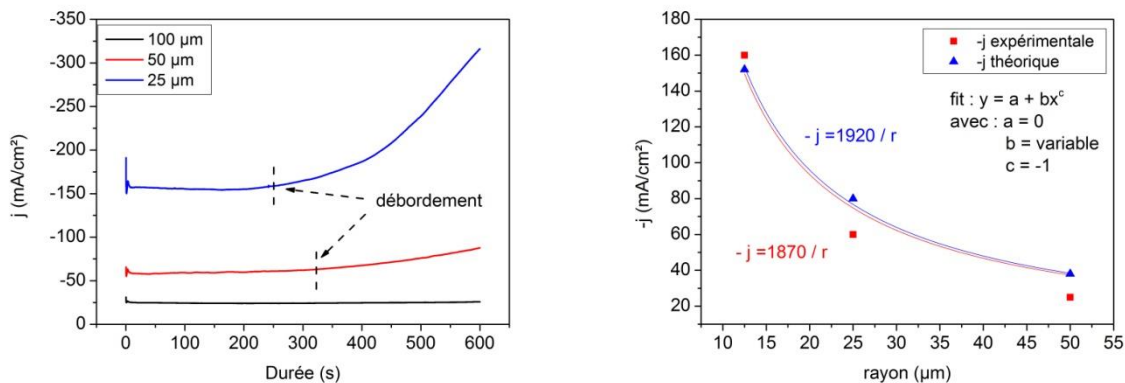 -350
-300
-250
-200
-150
-100
-50
0
j (mA/cm²)
100 µm
50 µm
25 µm
débordement
0 100 200 300 400 500 600
Durée (s)
180
160
140
120
100
80
60
40
20
-j (mA/cm²)
-j expérimentale
-j théorique
fit : y = a + bxᶜ
avec : a = 0
b = variable
c = -1
- j =1920 / r
- j =1870 / r
10 15 20 25 30 35 40 45 50 55
rayon (µm)